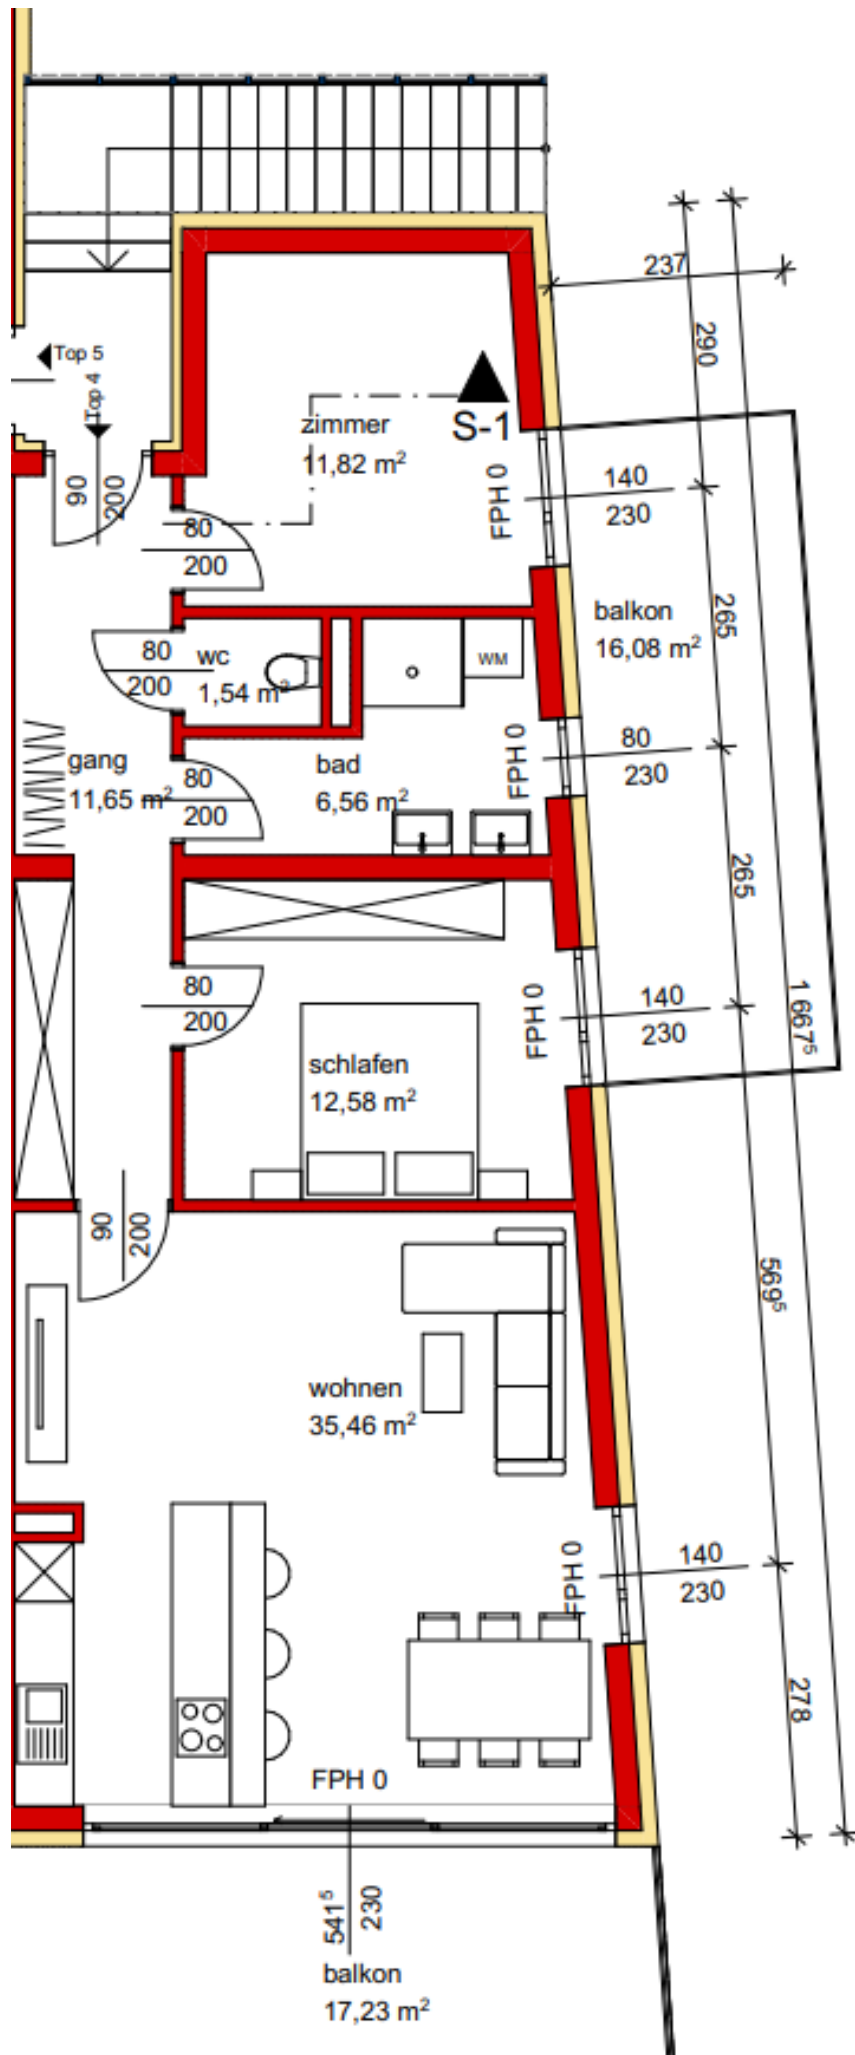 237
290
Top 5
Top 4
zimmer
11,82 m²
S-1
90
200
FPH 0
140
230
80
200
265
balkon
16,08 m²
80
200
wc
1,54 m²
WM
gang
11,65 m²
80
200
bad
6,56 m²
FPH 0
80
230
265
80
200
FPH 0
140
230
1 667⁵
schlafen
12,58 m²
90
200
569⁵
wohnen
35,46 m²
FPH 0
140
230
278
FPH 0
541⁵
230
balkon
17,23 m²